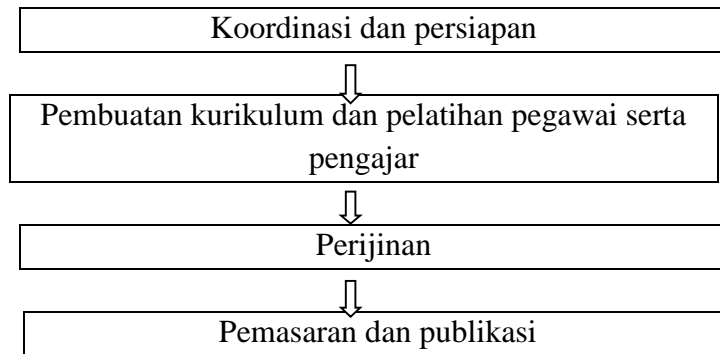 Koordinasi dan persiapan
Pembuatan kurikulum dan pelatihan pegawai serta
pengajar
Perijinan
Pemasaran dan publikasi